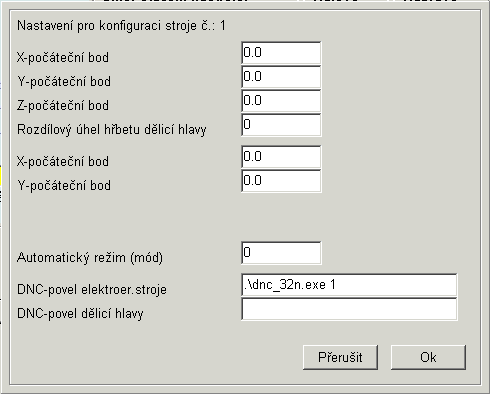 Nastavení pro konfiguraci stroje č.: 1
X-počáteční bod 0.0
Y-počáteční bod 0.0
Z-počáteční bod 0.0
Rozdílový úhel hřbetu dělicí hlavy 0
X-počáteční bod 0.0
Y-počáteční bod 0.0
Automatický režim (mód) 0
DNC-povel elektroer.stroje .\dnc_32n.exe 1
DNC-povel dělicí hlavy
Přerušit Ok